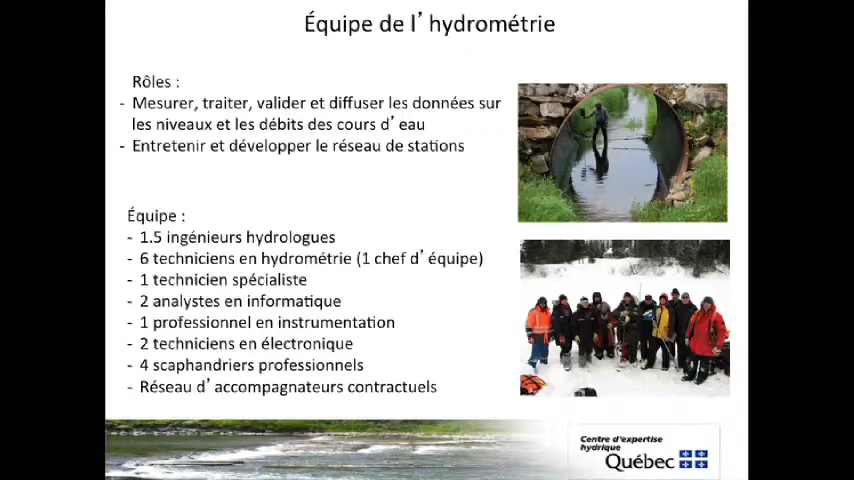 Équipe de l’hydrométrie
Rôles :
- Mesurer, traiter, valider et diffuser les données sur
les niveaux et les débits des cours d’eau
- Entretenir et développer le réseau de stations
Équipe :
- 1.5 ingénieurs hydrologues
- 6 techniciens en hydrométrie (1 chef d’équipe)
- 1 technicien spécialiste
- 2 analystes en informatique
- 1 professionnel en instrumentation
- 2 techniciens en électronique
- 4 scaphandriers professionnels
- Réseau d’accompagnateurs contractuels
Centre d'expertise
hydrique
Québec